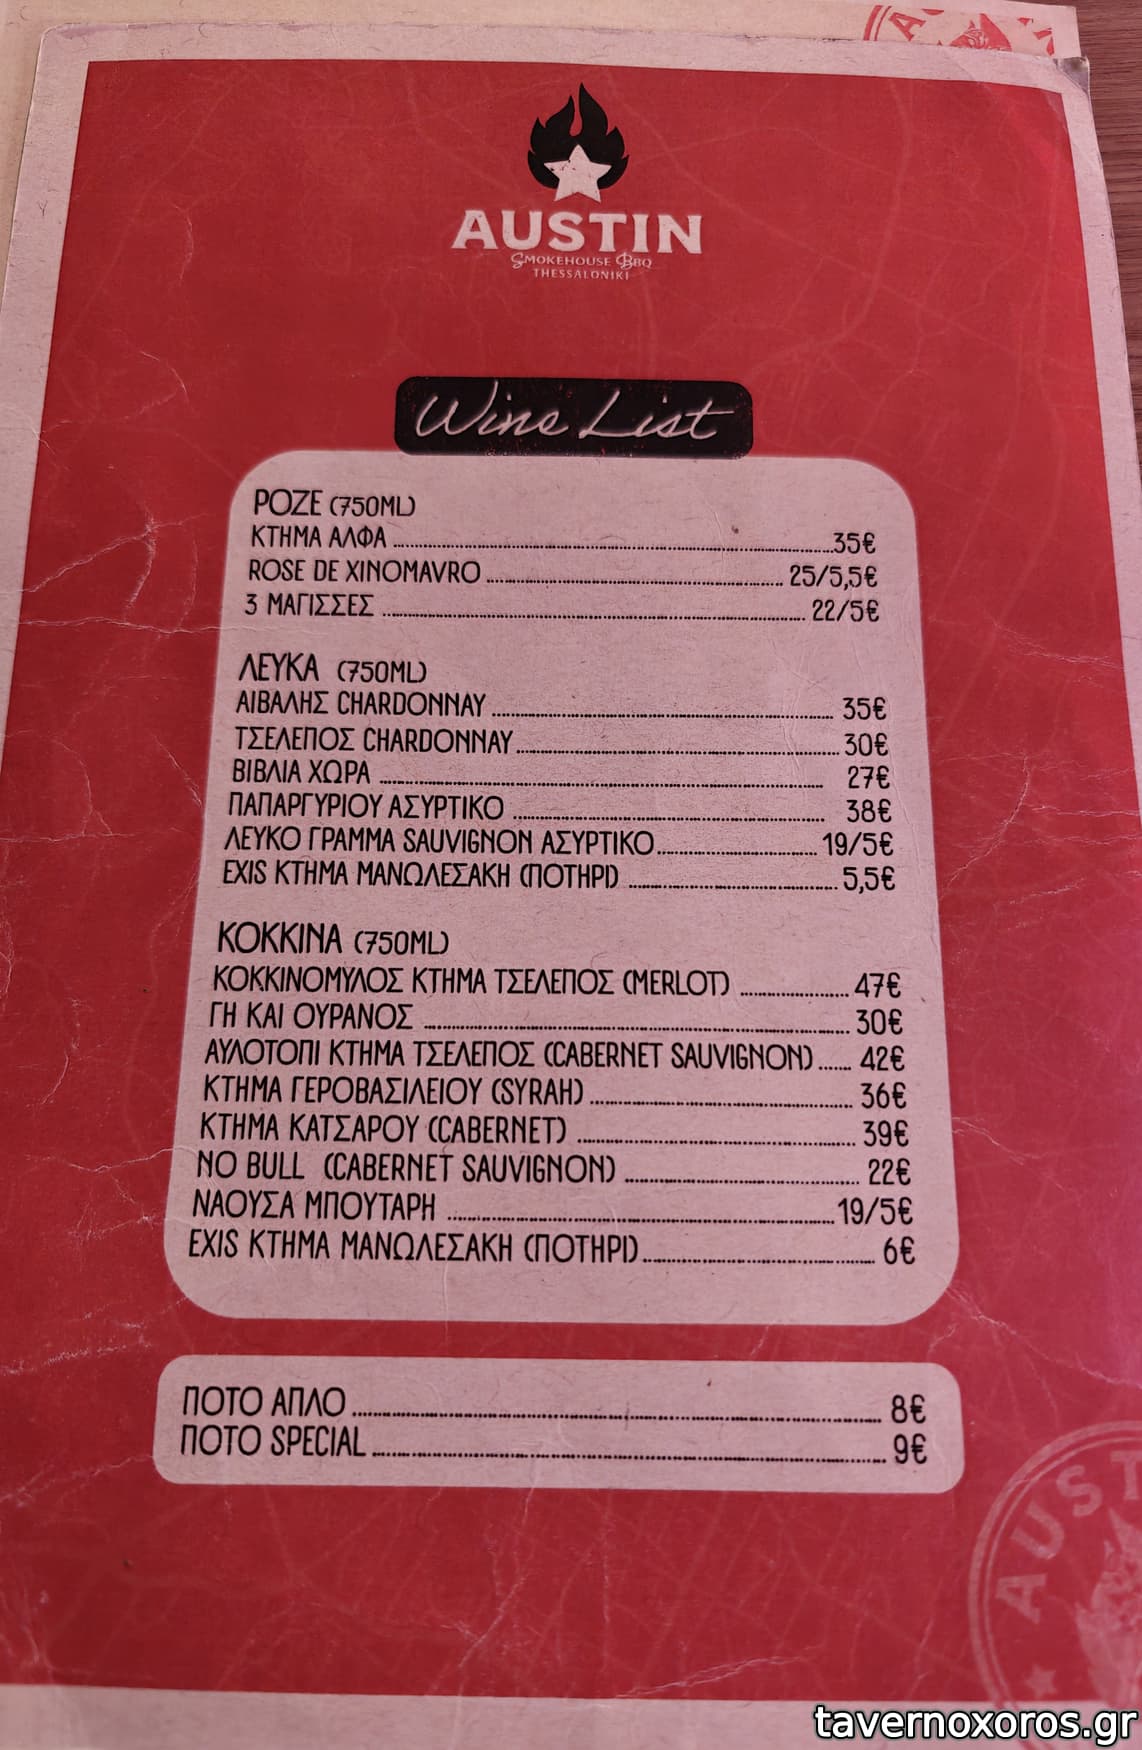 AUSTIN
SMOKEHOUSE BBQ
THESSALONIKI
Wine List
ΡΟΖΕ (750ML)
ΚΤΗΜΑ ΑΛΦΑ ........ 35€
ROSE DE XINOMAVRO ........ 25/5,5€
3 ΜΑΓΙΣΣΕΣ ........ 22/5€
ΛΕΥΚΑ (750ML)
ΑΙΒΑΛΗΣ CHARDONNAY ........ 35€
ΤΣΕΛΕΠΟΣ CHARDONNAY ........ 30€
ΒΙΒΛΙΑ ΧΩΡΑ ........ 27€
ΠΑΠΑΡΓΥΡΙΟΥ ΑΣΥΡΤΙΚΟ ........ 38€
ΛΕΥΚΟ ΓΡΑΜΜΑ SAUVIGNON ΑΣΥΡΤΙΚΟ ........ 19/5€
EXIS ΚΤΗΜΑ ΜΑΝΩΛΕΣΑΚΗ (ΠΟΤΗΡΙ) ........ 5,5€
ΚΟΚΚΙΝΑ (750ML)
ΚΟΚΚΙΝΟΜΥΛΟΣ ΚΤΗΜΑ ΤΣΕΛΕΠΟΣ (MERLOT) ........ 47€
ΓΗ ΚΑΙ ΟΥΡΑΝΟΣ ........ 30€
ΑΥΛΟΤΟΠΙ ΚΤΗΜΑ ΤΣΕΛΕΠΟΣ (CABERNET SAUVIGNON) ....... 42€
ΚΤΗΜΑ ΓΕΡΟΒΑΣΙΛΕΙΟΥ (SYRAH) ........ 36€
ΚΤΗΜΑ ΚΑΤΣΑΡΟΥ (CABERNET) ........ 39€
NO BULL (CABERNET SAUVIGNON) ........ 22€
ΝΑΟΥΣΑ ΜΠΟΥΤΑΡΗ ........ 19/5€
EXIS ΚΤΗΜΑ ΜΑΝΩΛΕΣΑΚΗ (ΠΟΤΗΡΙ) ........ 6€
ΠΟΤΟ ΑΠΛΟ ........ 8€
ΠΟΤΟ SPECIAL ........ 9€
AUST
tavernoxoros.gr